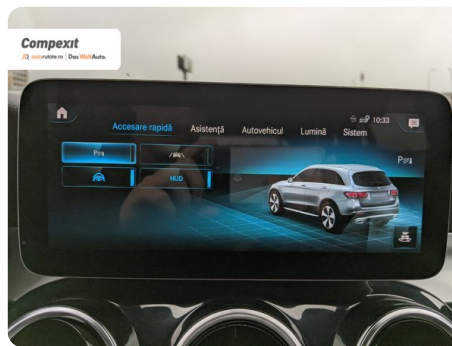 Compexit
autorulate.ro | Das WeltAuto.
10:33
Accesare rapidă
Asistență
Autovehicul
Lumină
Sistem
HUD